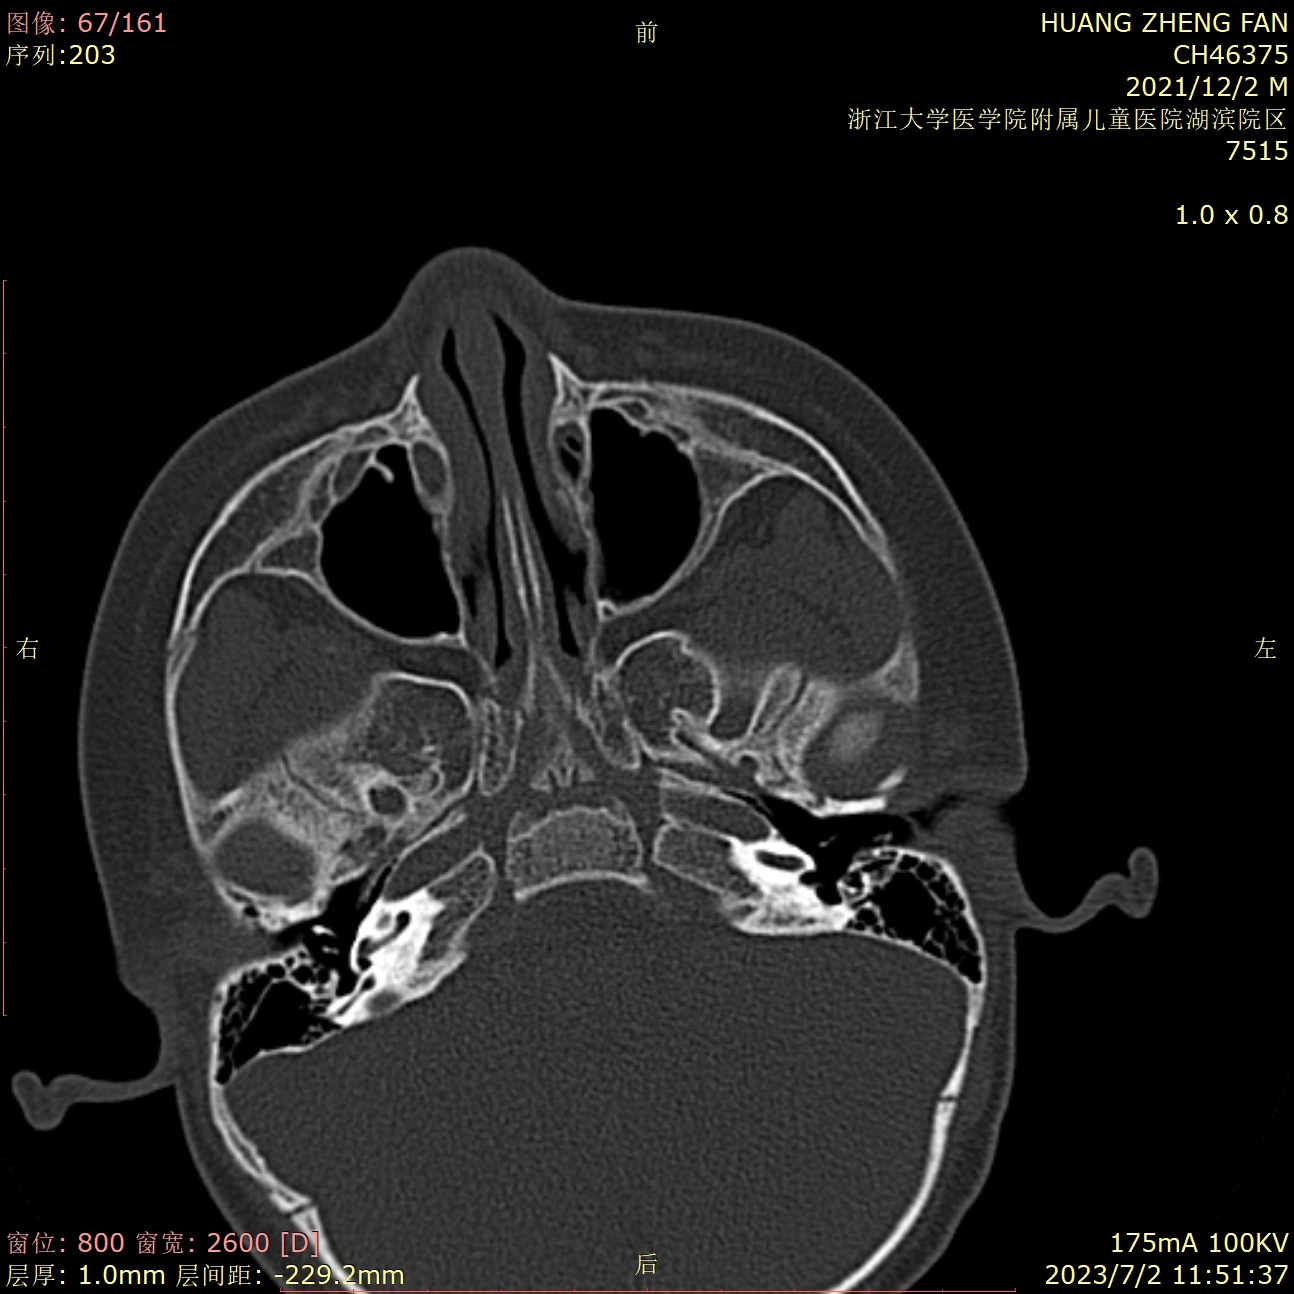 图像: 67/161
序列:203
前
HUANG ZHENG FAN
CH46375
2021/12/2 M
浙江大学医学院附属儿童医院湖滨院区
7515
1.0 x 0.8
右
左
窗位: 800 窗宽: 2600 [D]
层厚: 1.0mm 层间距: -229.2mm
后
175mA 100KV
2023/7/2 11:51:37